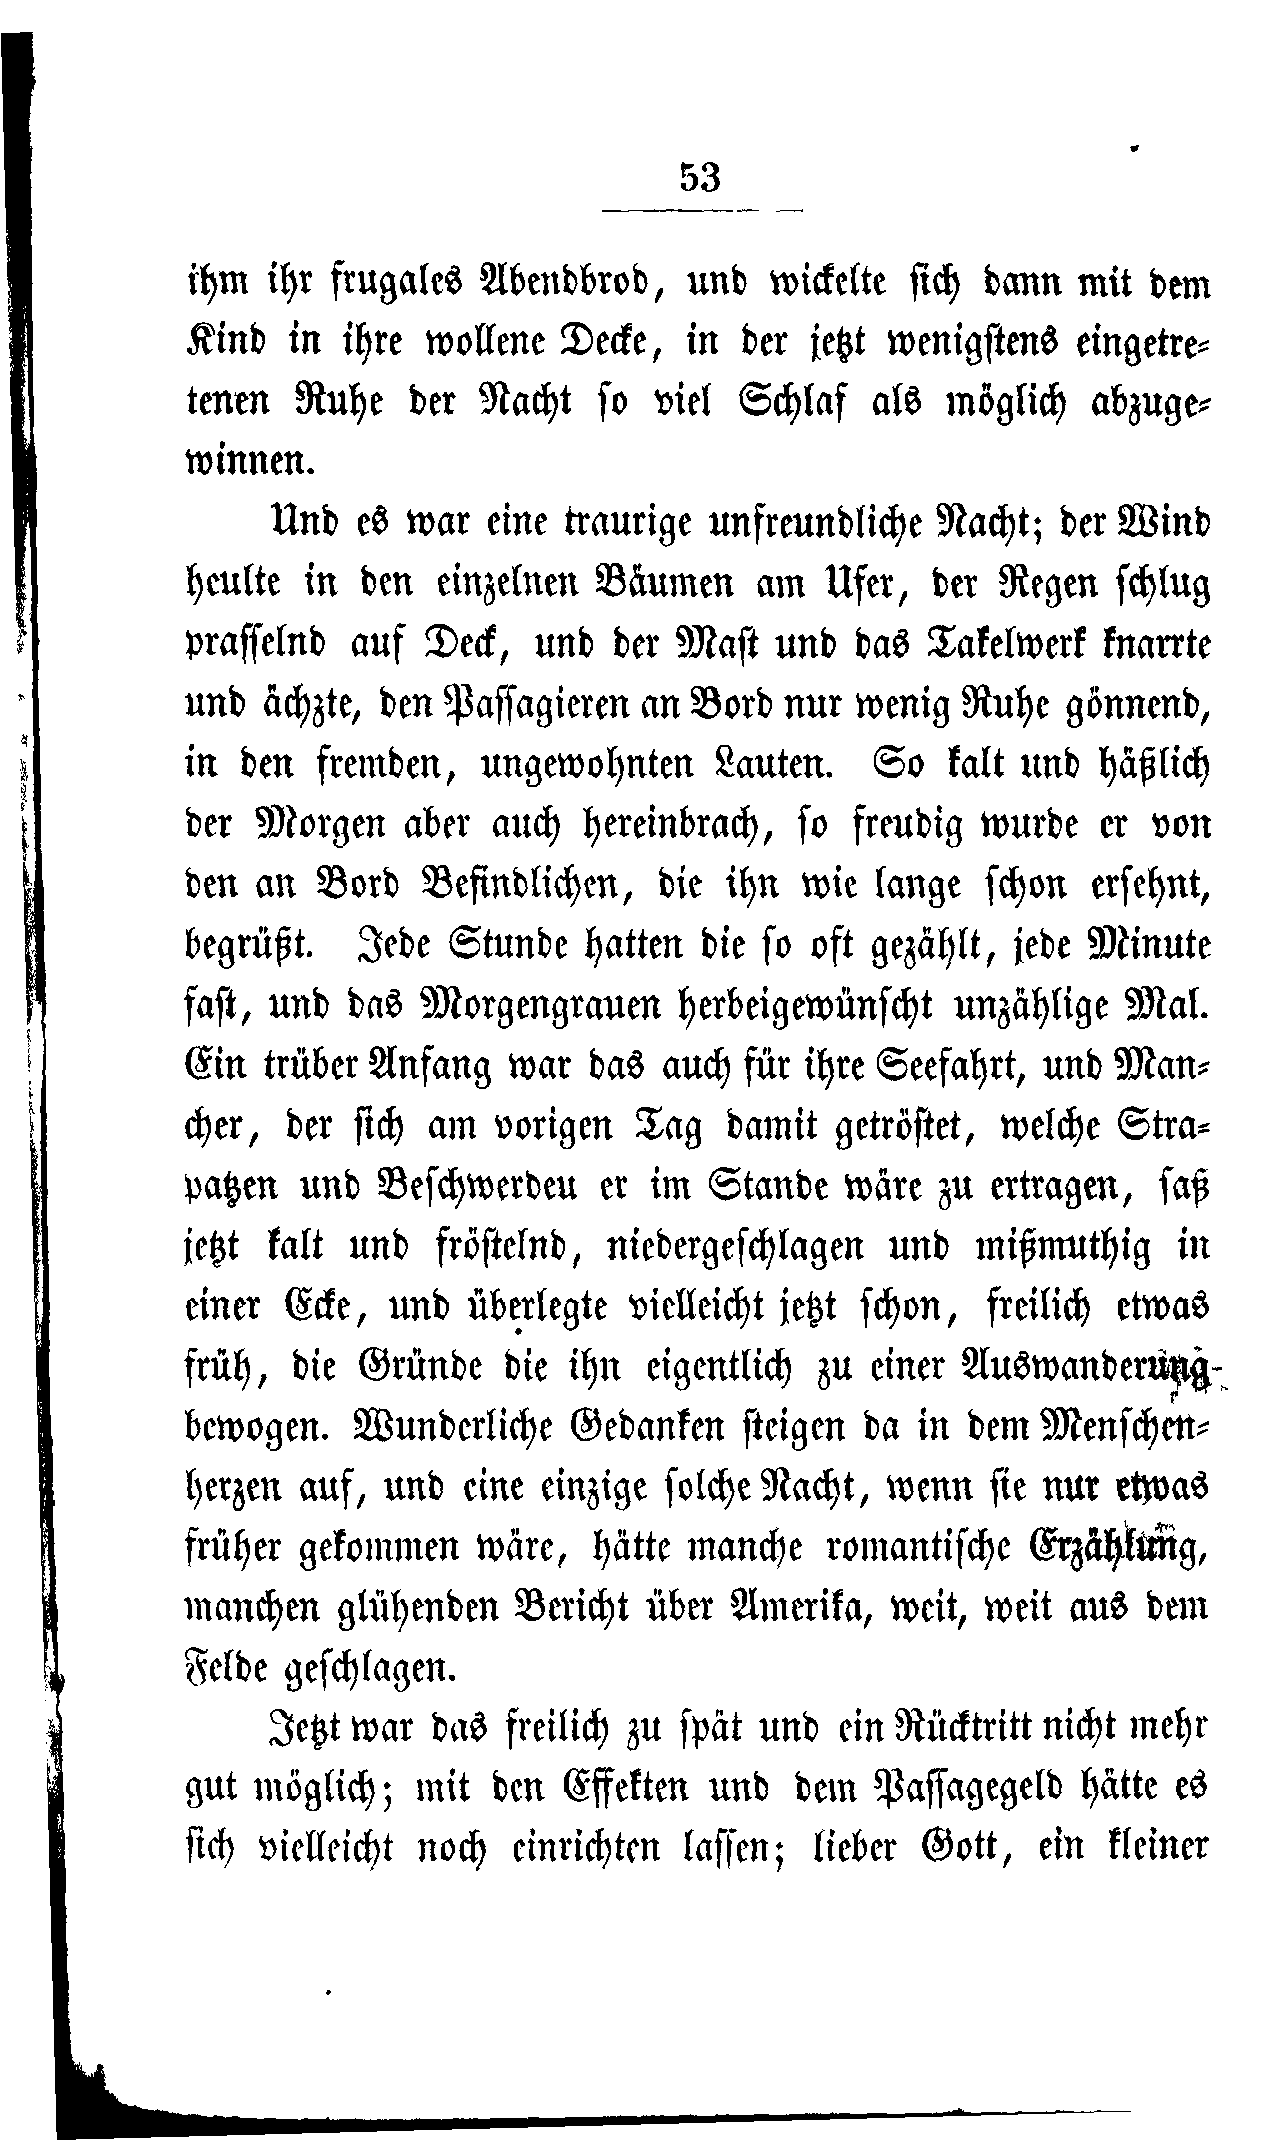 53
ihm ihr frugales Abendbrod, und wickelte sich dann mit dem
Kind in ihre wollene Decke, in der jetzt wenigstens eingetre-
tenen Ruhe der Nacht so viel Schlaf als möglich abzuge-
winnen.
Und es war eine traurige unfreundliche Nacht; der Wind
heulte in den einzelnen Bäumen am Ufer, der Regen schlug
prasselnd auf Deck, und der Mast und das Takelwerk knarrte
und ächzte, den Passagieren an Bord nur wenig Ruhe gönnend,
in den fremden, ungewohnten Lauten. So kalt und häßlich
der Morgen aber auch hereinbrach, so freudig wurde er von
den an Bord Befindlichen, die ihn wie lange schon ersehnt,
begrüßt. Jede Stunde hatten die so oft gezählt, jede Minute
fast, und das Morgengrauen herbeigewünscht unzählige Mal.
Ein trüber Anfang war das auch für ihre Seefahrt, und Man-
cher, der sich am vorigen Tag damit getröstet, welche Stra-
patzen und Beschwerdeu er im Stande wäre zu ertragen, saß
jetzt kalt und fröstelnd, niedergeschlagen und mißmuthig in
einer Ecke, und überlegte vielleicht jetzt schon, freilich etwas
früh, die Gründe die ihn eigentlich zu einer Auswanderung
bewogen. Wunderliche Gedanken steigen da in dem Menschen-
herzen auf, und eine einzige solche Nacht, wenn sie nur etwas
früher gekommen wäre, hätte manche romantische Erzählung,
manchen glühenden Bericht über Amerika, weit, weit aus dem
Felde geschlagen.
Jetzt war das freilich zu spät und ein Rücktritt nicht mehr
gut möglich; mit den Effekten und dem Passagegeld hätte es
sich vielleicht noch einrichten lassen; lieber Gott, ein kleiner